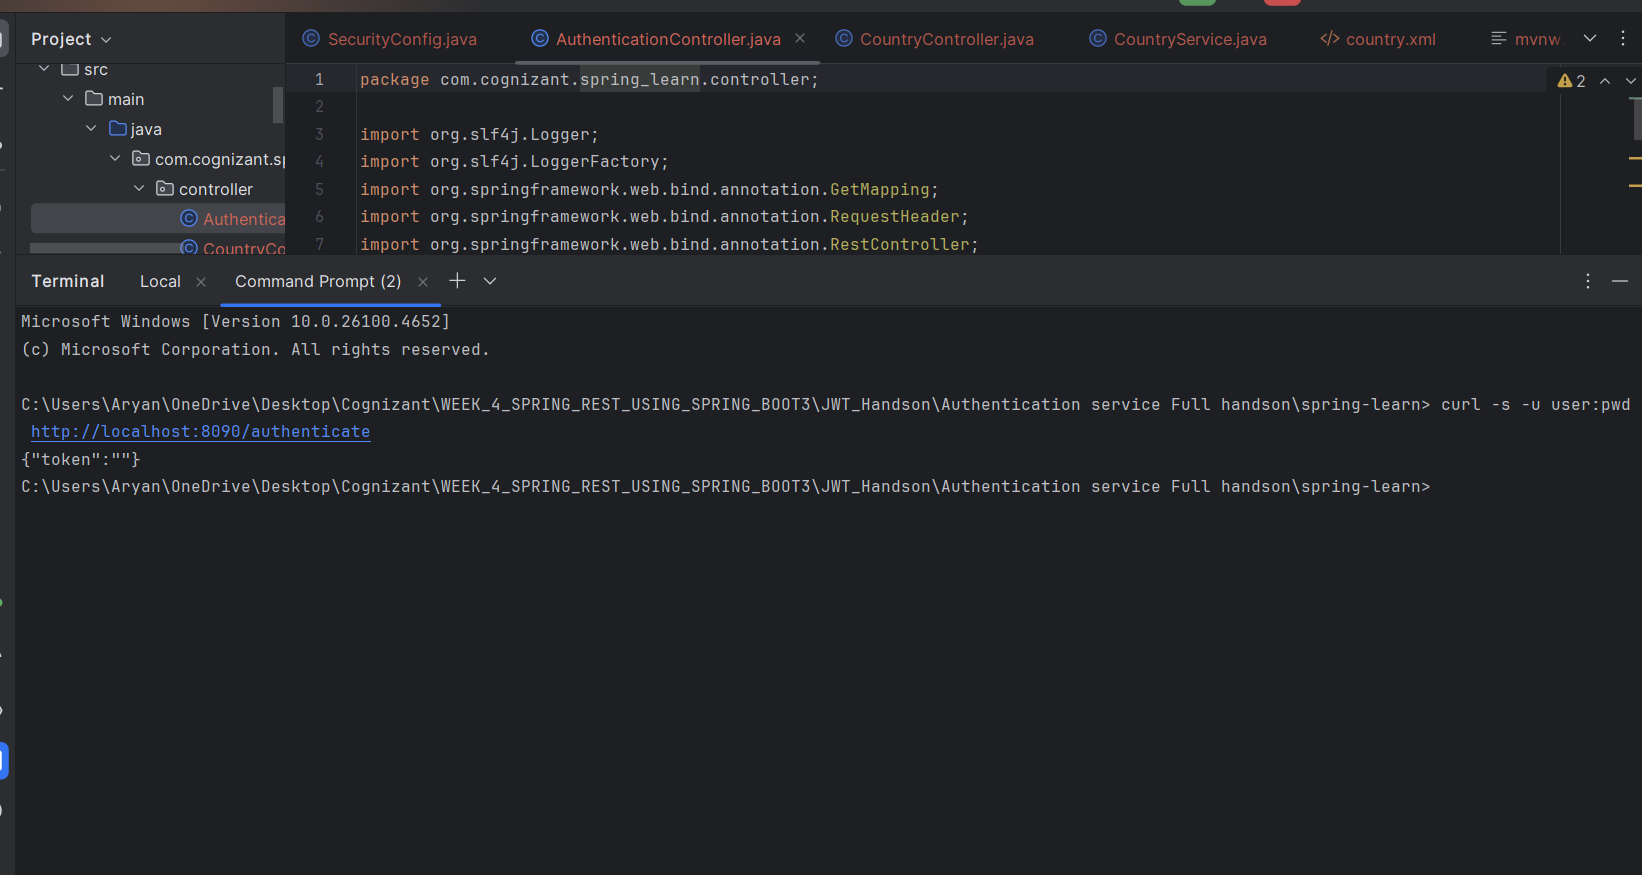 Project
SecurityConfig.java
AuthenticationController.java
CountryController.java
CountryService.java
</> country.xml
mvnw
src
main
java
com.cognizant.sp
controller
Authentica
CountryCo
1 package com.cognizant.spring_learn.controller;
2
3 import org.slf4j.Logger;
4 import org.slf4j.LoggerFactory;
5 import org.springframework.web.bind.annotation.GetMapping;
6 import org.springframework.web.bind.annotation.RequestHeader;
7 import org.springframework.web.bind.annotation.RestController;
2
Terminal
Local
Command Prompt (2)
Microsoft Windows [Version 10.0.26100.4652]
(c) Microsoft Corporation. All rights reserved.
C:\Users\Aryan\OneDrive\Desktop\Cognizant\WEEK_4_SPRING_REST_USING_SPRING_BOOT3\JWT_Handson\Authentication service Full handson\spring-learn> curl -s -u user:pwd
http://localhost:8090/authenticate
{"token":""}
C:\Users\Aryan\OneDrive\Desktop\Cognizant\WEEK_4_SPRING_REST_USING_SPRING_BOOT3\JWT_Handson\Authentication service Full handson\spring-learn>